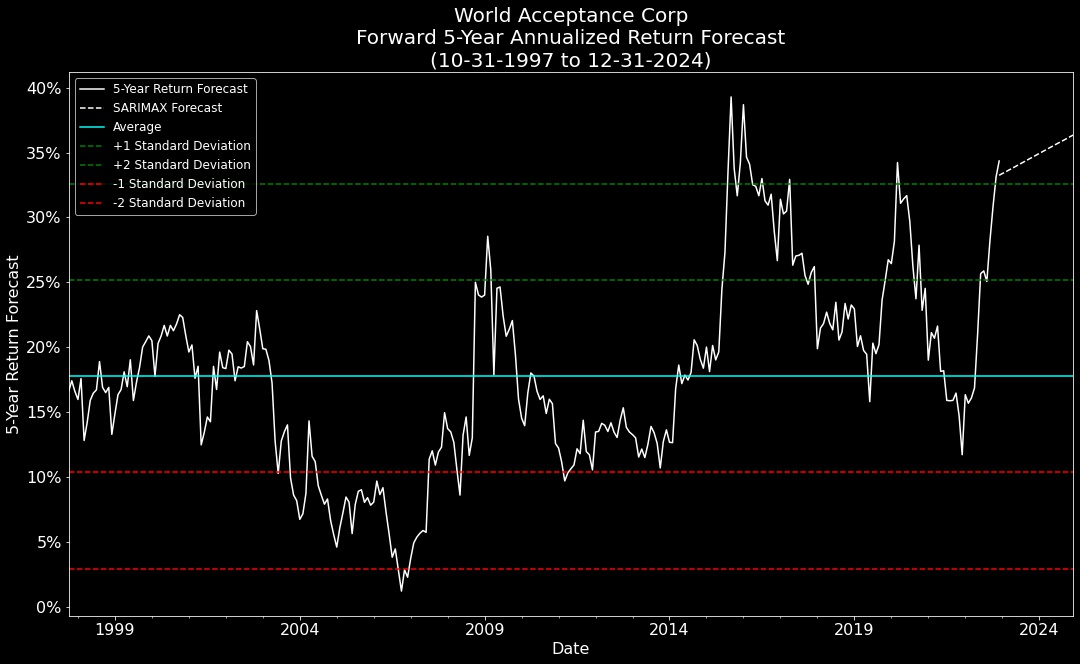 World Acceptance Corp
Forward 5-Year Annualized Return Forecast
(10-31-1997 to 12-31-2024)
5-Year Return Forecast
SARIMAX Forecast
Average
+1 Standard Deviation
+2 Standard Deviation
-1 Standard Deviation
-2 Standard Deviation
40%
35%
30%
25%
20%
15%
10%
5%
0%
5-Year Return Forecast
1999 2004 2009 2014 2019 2024
Date